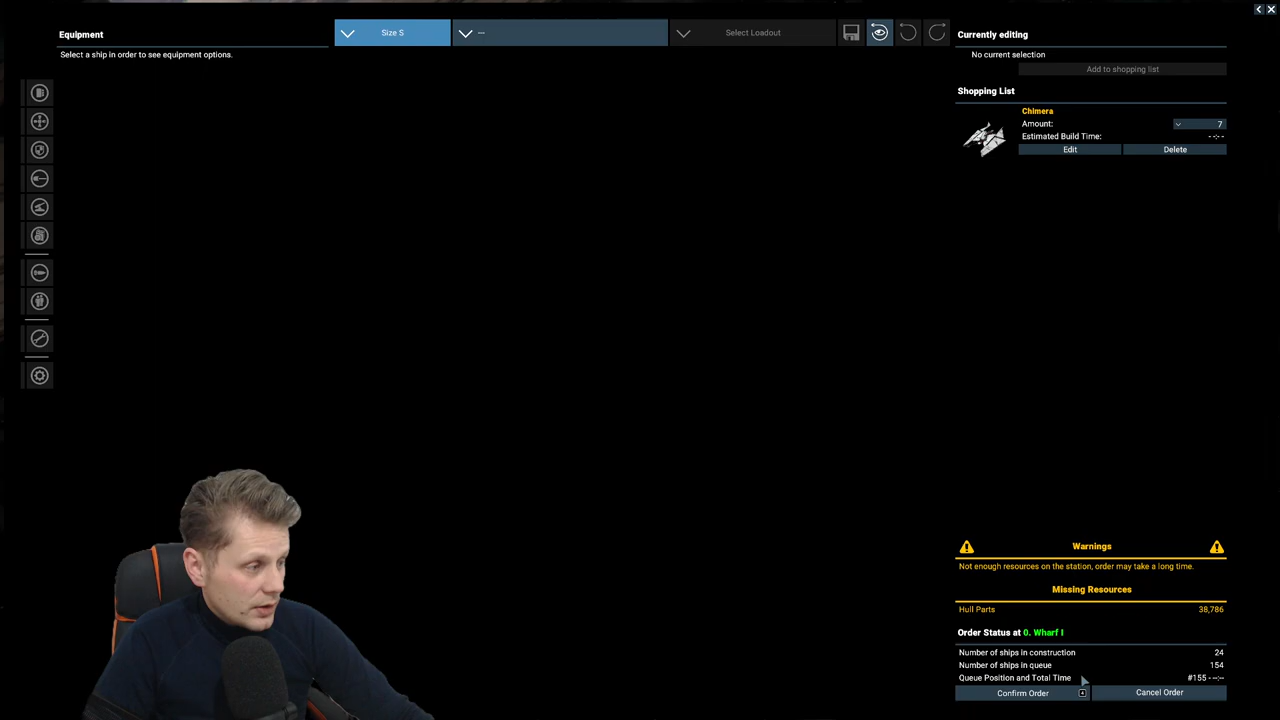 Equipment
Select a ship in order to see equipment options.
Size S
---
Select Loadout
Currently editing
No current selection
Add to shopping list
Shopping List
Chimera
Amount: 7
Estimated Build Time: --:--
Edit
Delete
Warnings
Not enough resources on the station, order may take a long time.
Missing Resources
Hull Parts 38,786
Order Status at 0. Wharf I
Number of ships in construction 24
Number of ships in queue 154
Queue Position and Total Time #155 --:--
Confirm Order
Cancel Order